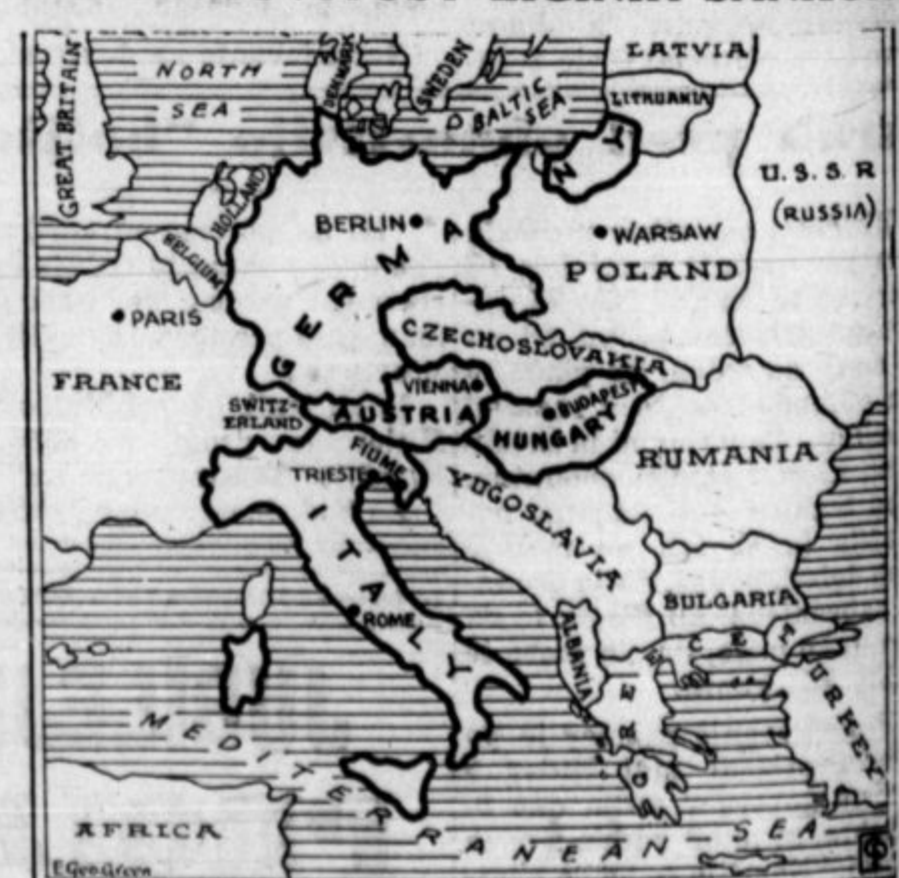 NORTH SEA
GREAT BRITAIN
DENMARK
SWEDEN
BALTIC SEA
LATVIA
LITHUANIA
U.S.S.R
(RUSSIA)
HOLLAND
BELGIUM
BERLIN
GERMANY
WARSAW
POLAND
PARIS
FRANCE
CZECHOSLOVAKIA
SWITZ-
ERLAND
VIENNA
AUSTRIA
BUDAPEST
HUNGARY
RUMANIA
FIUME
TRIESTE
YUGOSLAVIA
ITALY
ROME
BULGARIA
ALBANIA
GREECE
TURKEY
MEDITERRANEAN SEA
AFRICA
F. Geo. Green